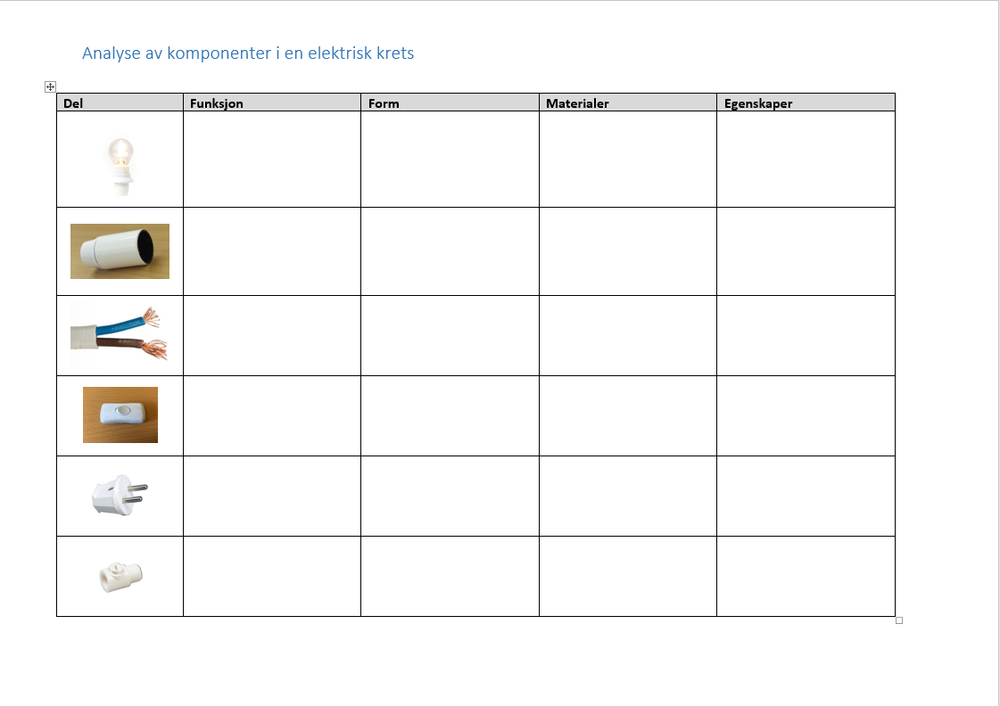 Analyse av komponenter i en elektrisk krets
Del Funksjon Form Materialer Egenskaper